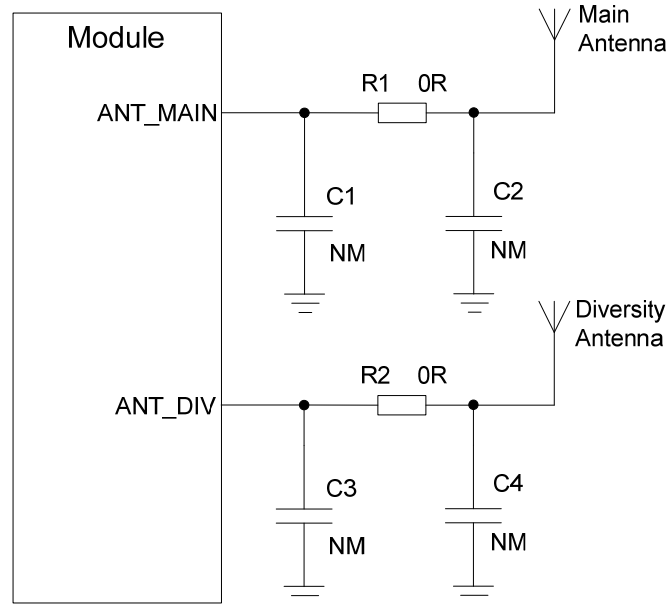 Module
Main
Antenna
R1 0R
ANT_MAIN
C1
C2
NM
NM
Diversity
Antenna
R2 0R
ANT_DIV
C3
C4
NM
NM